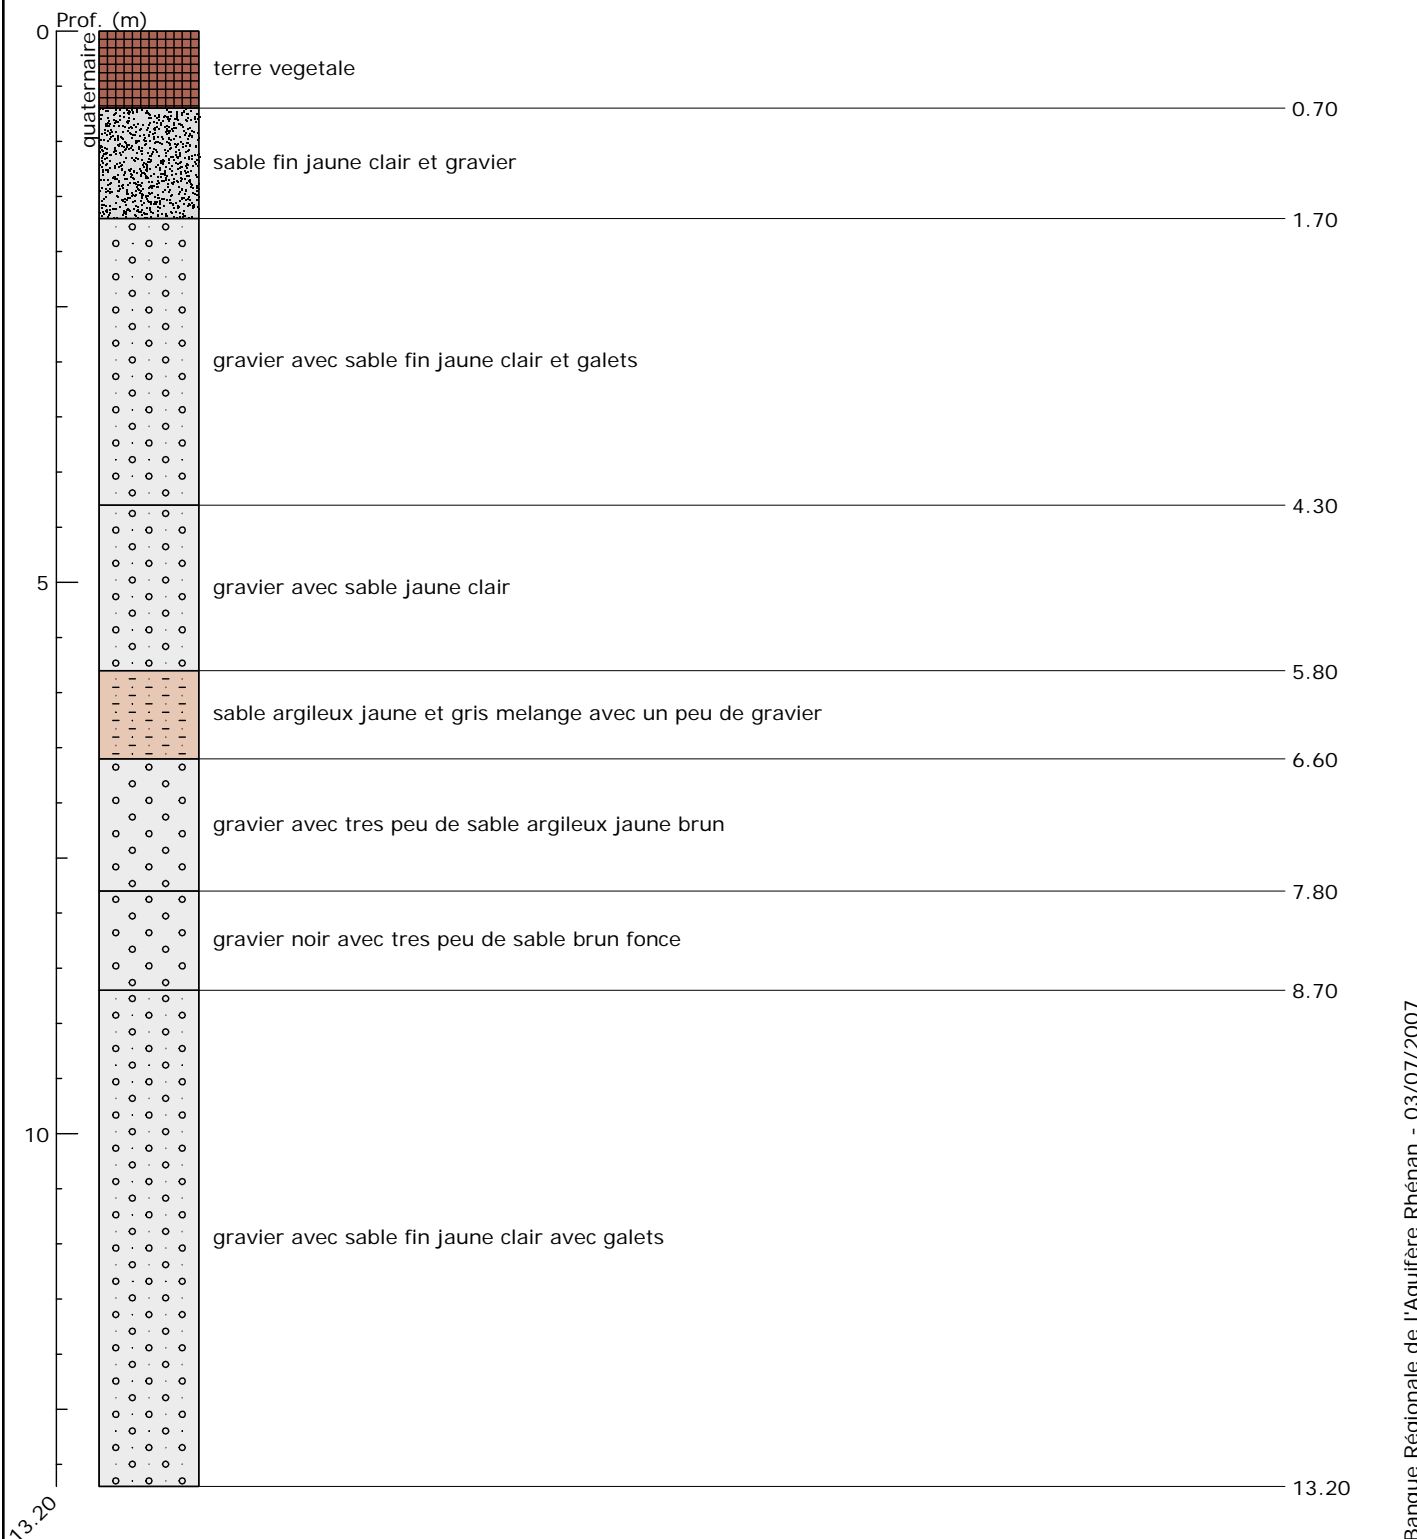 Prof. (m)
0
quaternaire
terre vegetale
0.70
sable fin jaune clair et gravier
1.70
gravier avec sable fin jaune clair et galets
4.30
5
gravier avec sable jaune clair
5.80
sable argileux jaune et gris melange avec un peu de gravier
6.60
gravier avec tres peu de sable argileux jaune brun
7.80
gravier noir avec tres peu de sable brun fonce
8.70
10
gravier avec sable fin jaune clair avec galets
13.20
13.20
Banque Régionale de l'Aquifère Rhénan - 03/07/2007